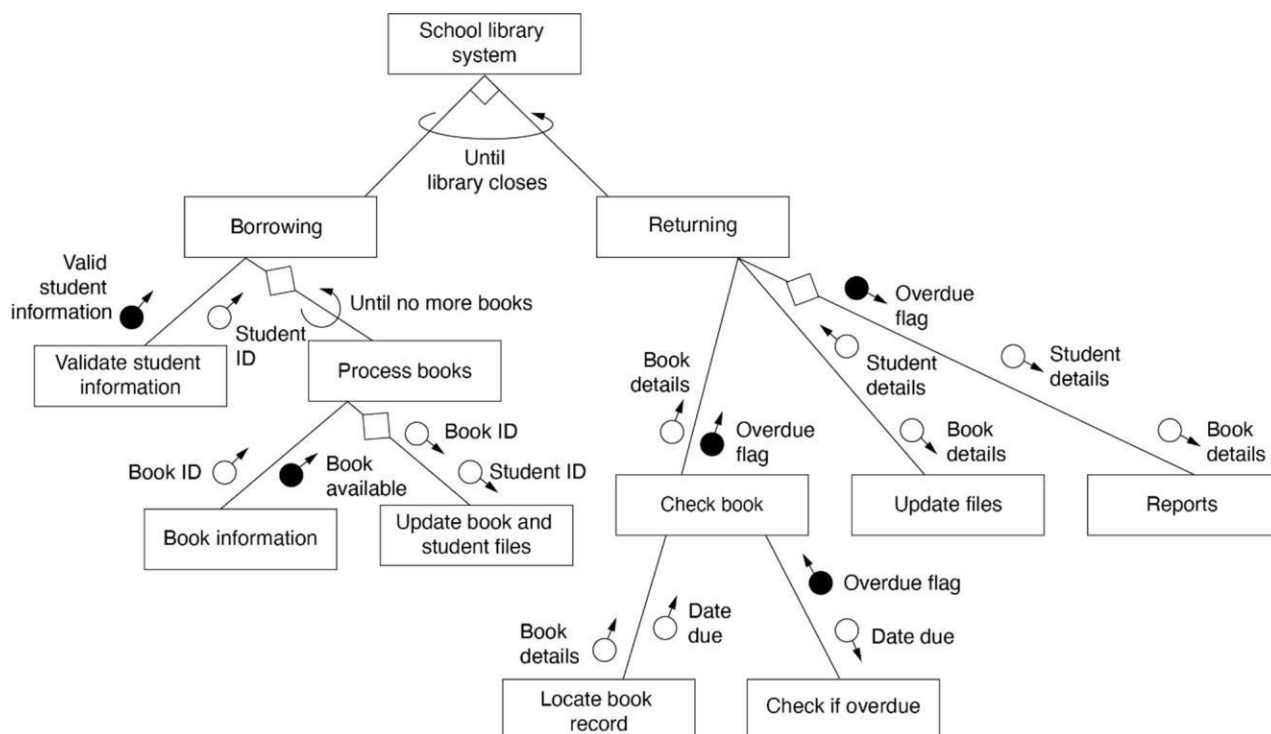 School library
system
Until
library closes
Borrowing
Returning
Valid
student
information
Student
ID
Until no more books
Overdue
flag
Student
details
Student
details
Validate student
information
Process books
Book
details
Overdue
flag
Book
details
Book
details
Book ID
Book
available
Book ID
Student ID
Book information
Update book and
student files
Check book
Update files
Reports
Book
details
Date
due
Overdue flag
Date due
Locate book
record
Check if overdue